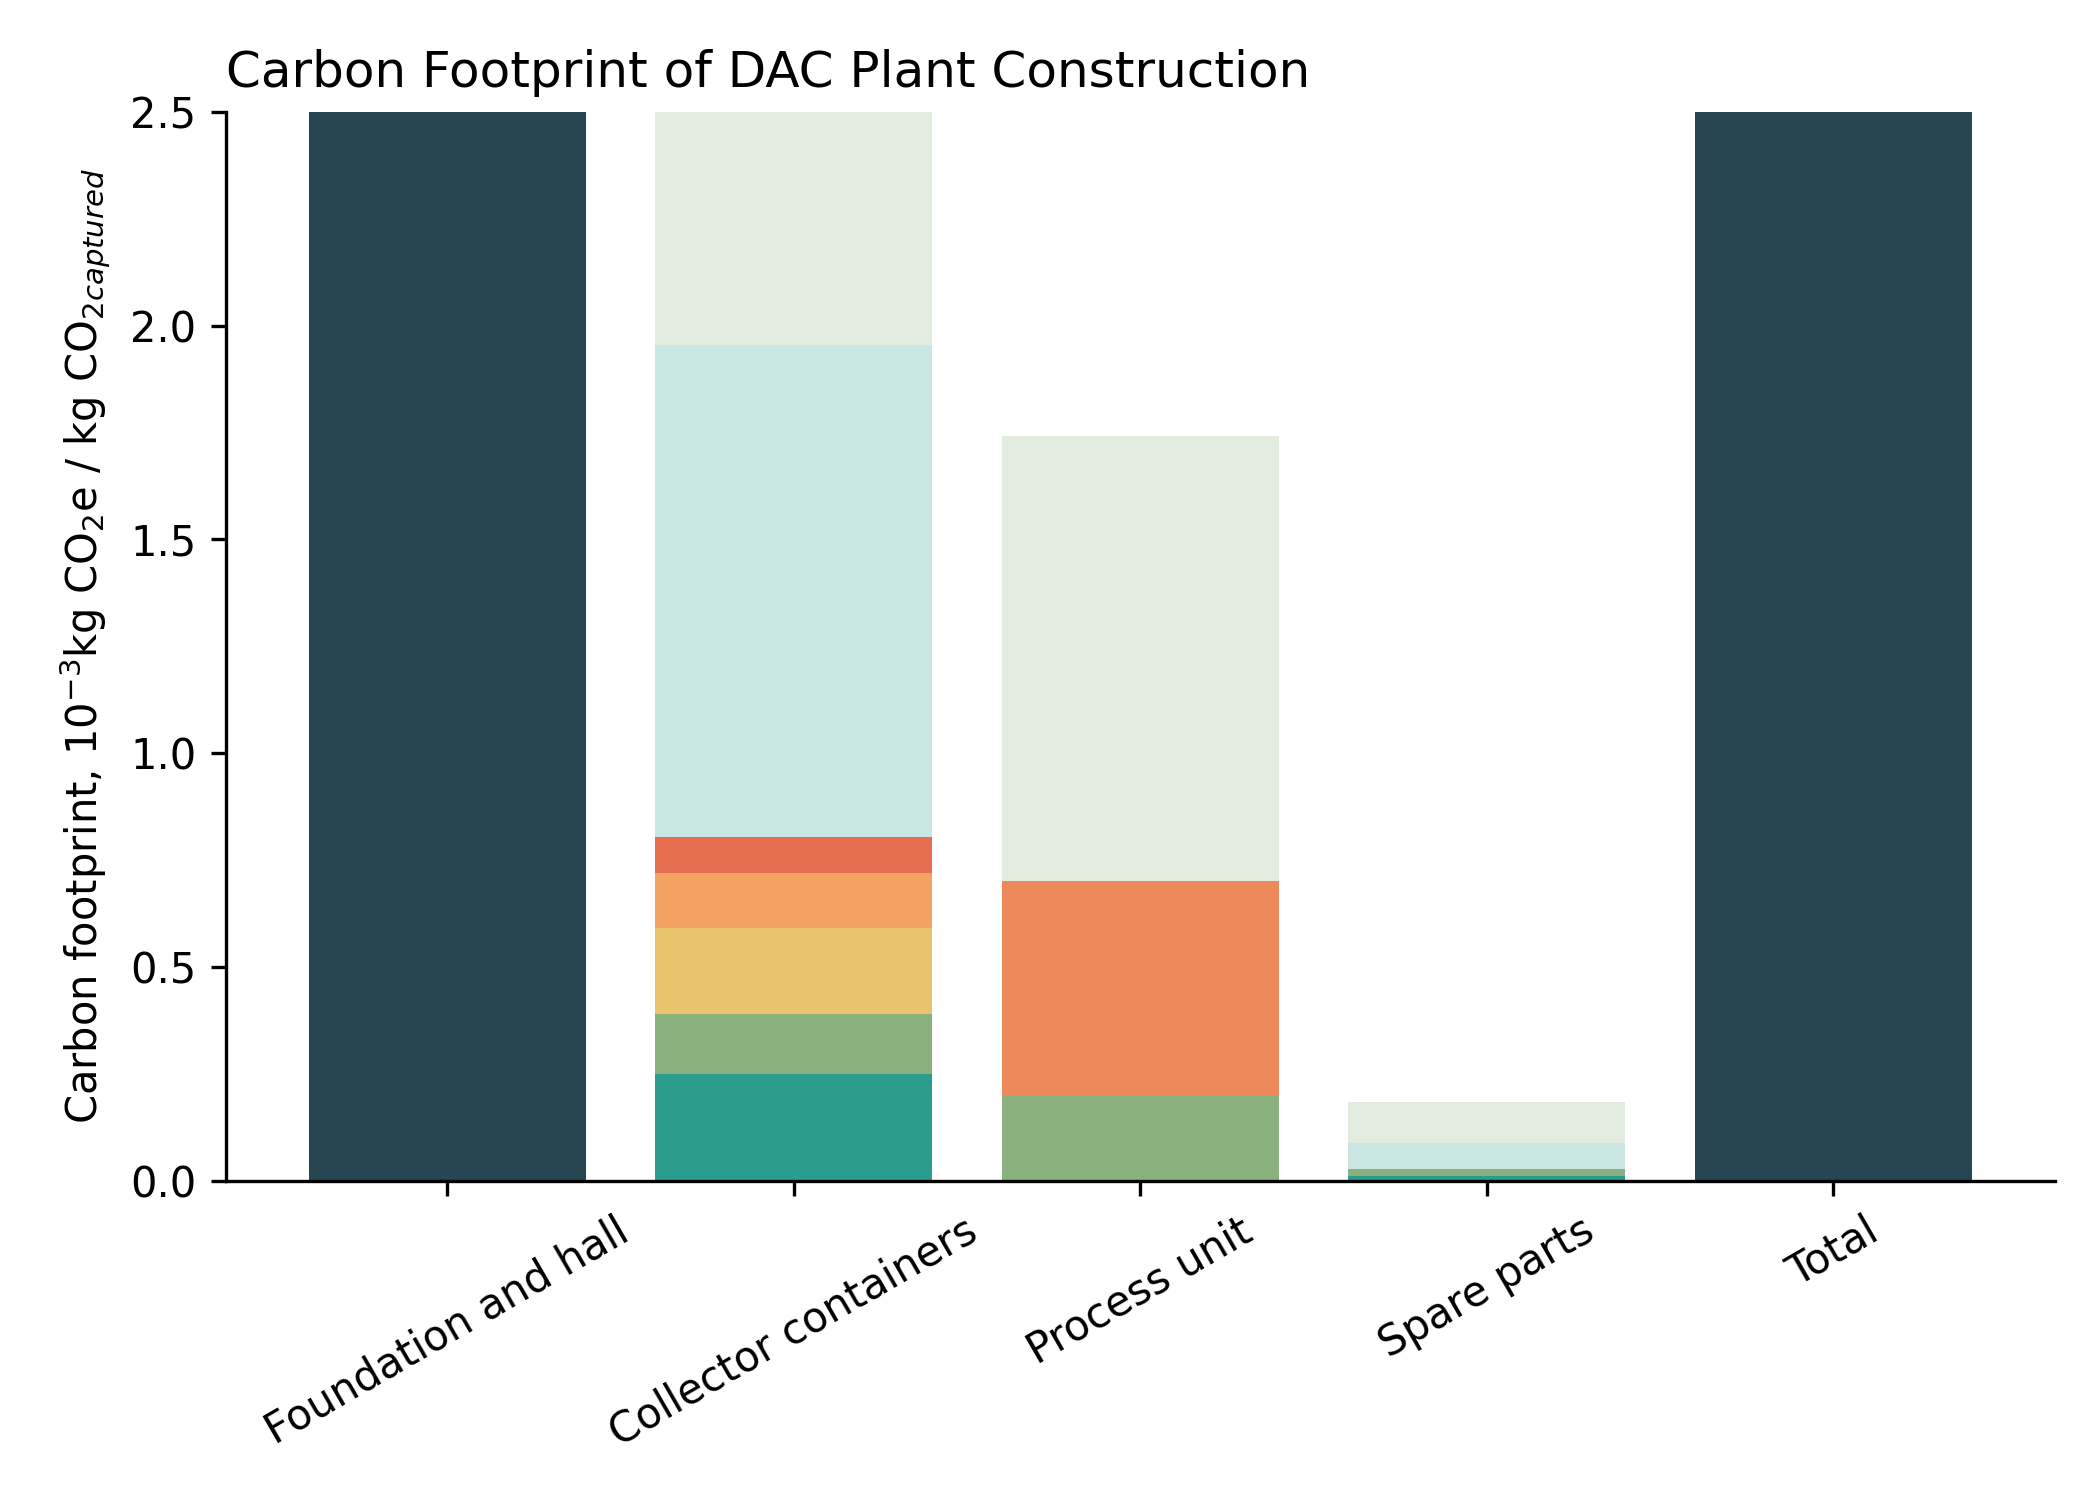 Carbon Footprint of DAC Plant Construction
Carbon footprint, 10⁻³kg CO₂e / kg CO₂captured
2.5
2.0
1.5
1.0
0.5
0.0
Foundation and hall
Collector containers
Process unit
Spare parts
Total